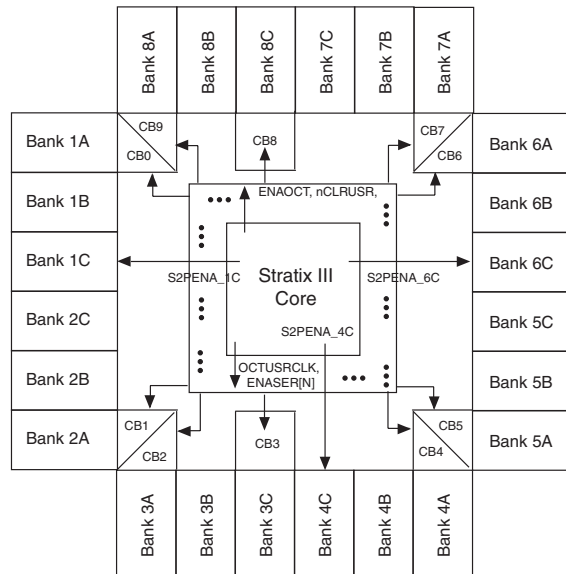 Bank 8A
Bank 8B
Bank 8C
Bank 7C
Bank 7B
Bank 7A
Bank 1A
CB9
CB0
CB8
CB7
CB6
Bank 6A
Bank 1B
ENAOCT, nCLRUSR,
Bank 6B
Bank 1C
S2PENA_1C
Stratix III
Core
S2PENA_6C
Bank 6C
Bank 2C
S2PENA_4C
Bank 5C
Bank 2B
OCTUSRCLK,
ENASER[N]
Bank 5B
Bank 2A
CB1
CB2
CB3
CB5
CB4
Bank 5A
Bank 3A
Bank 3B
Bank 3C
Bank 4C
Bank 4B
Bank 4A